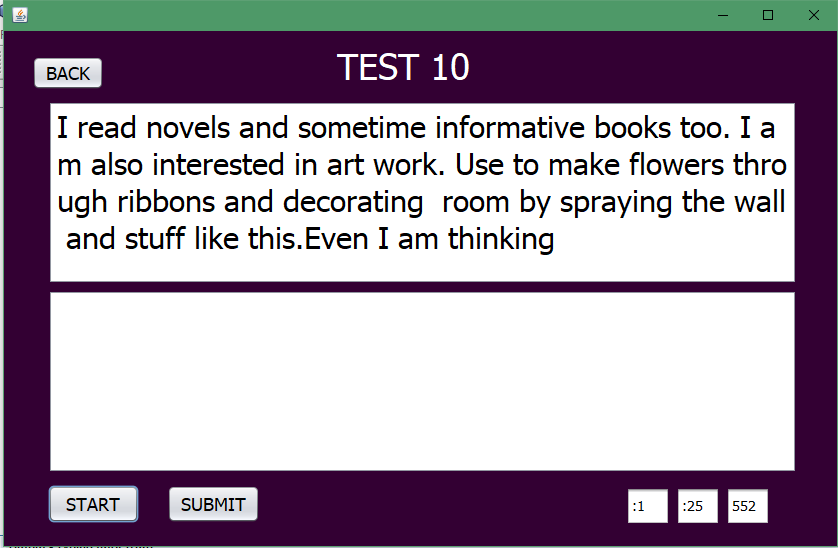 TEST 10
BACK
I read novels and sometime informative books too. I a
m also interested in art work. Use to make flowers thro
ugh ribbons and decorating  room by spraying the wall
 and stuff like this.Even I am thinking
START
SUBMIT
:1
:25
552